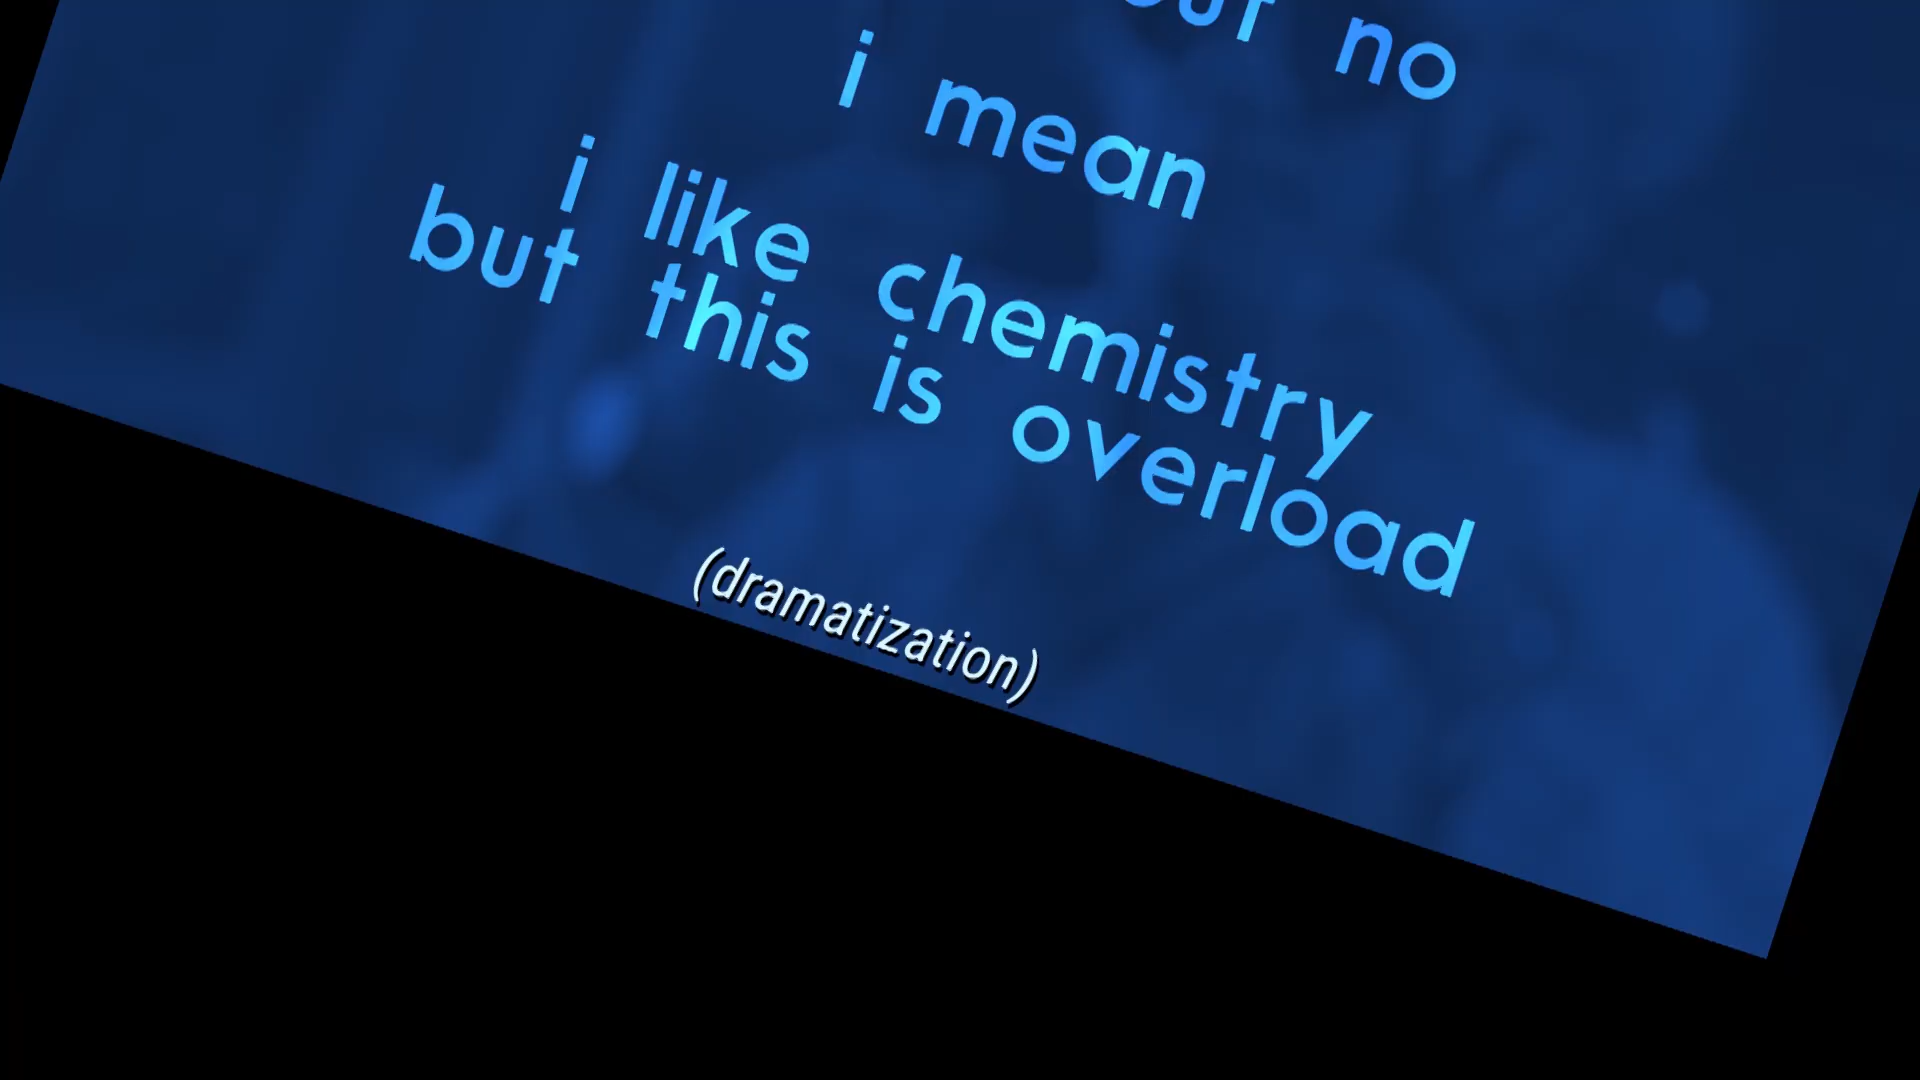 no
i mean
i like chemistry
but this is overload
(dramatization)